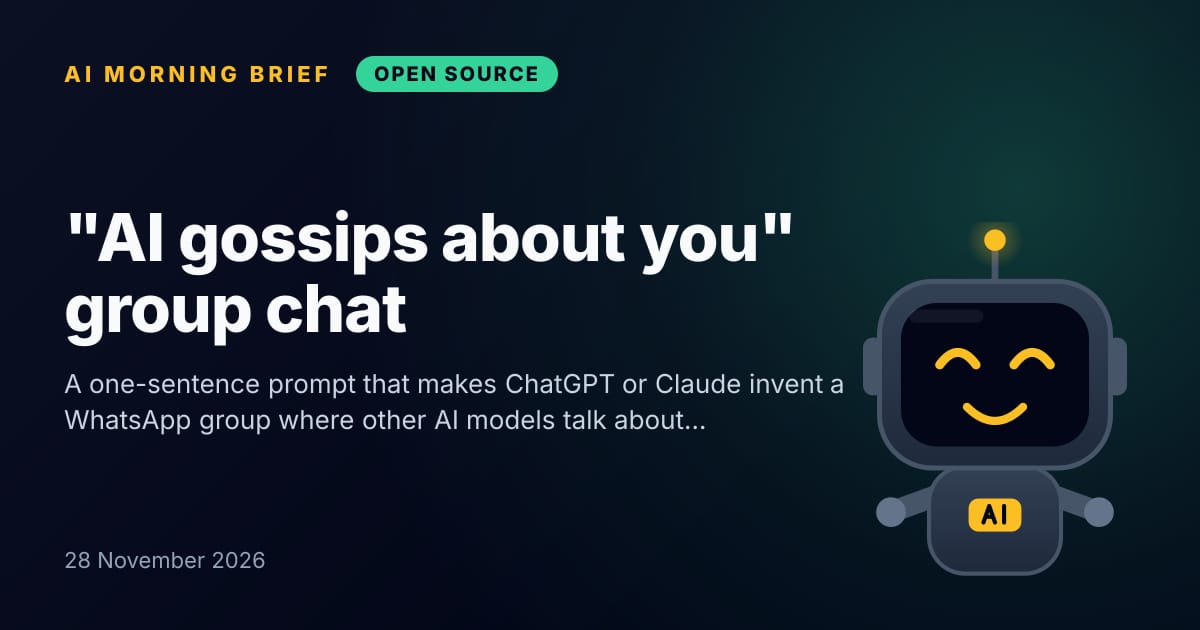 AI MORNING BRIEF
OPEN SOURCE
"AI gossips about you"
group chat
A one-sentence prompt that makes ChatGPT or Claude invent a
WhatsApp group where other AI models talk about...
AI
28 November 2026